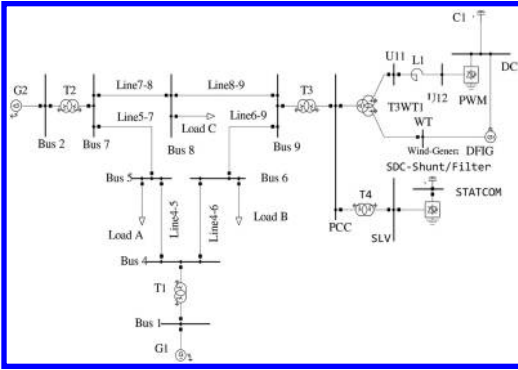 C1
DC
U11
L1
G2
T2
Line7-8
Line8-9
T3
U12
PWM
T3WT1
Line5-7
Line6-9
Load C
WT
Bus 2
Bus 7
Bus 8
Bus 9
Wind-Gener:
DFIG
SDC-Shunt/Filter
Bus 5
Bus 6
T4
STATCOM
Load A
Line4-5
Line4-6
Load B
PCC
SLV
Bus 4
T1
Bus 1
G1